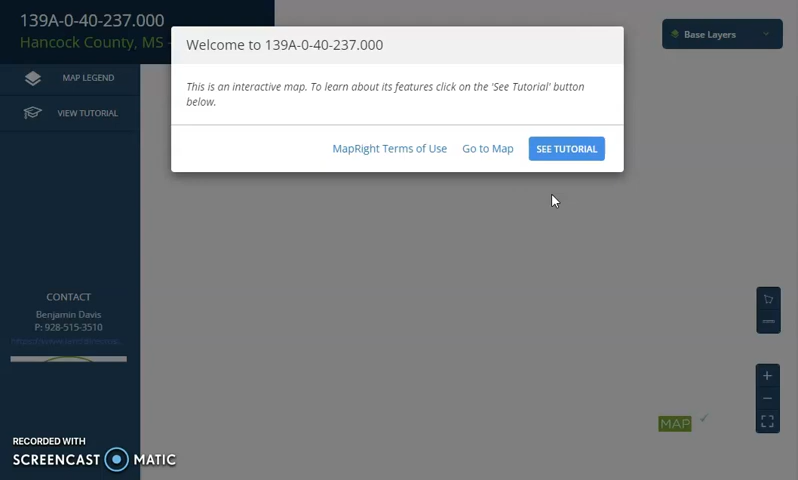 139A-0-40-237.000
Hancock County, MS -
Welcome to 139A-0-40-237.000
Base Layers
MAP LEGEND
VIEW TUTORIAL
This is an interactive map. To learn about its features click on the 'See Tutorial' button
below.
MapRight Terms of Use
Go to Map
SEE TUTORIAL
CONTACT
Benjamin Davis
P: 928-515-3510
MAP
RECORDED WITH
SCREENCAST MATIC